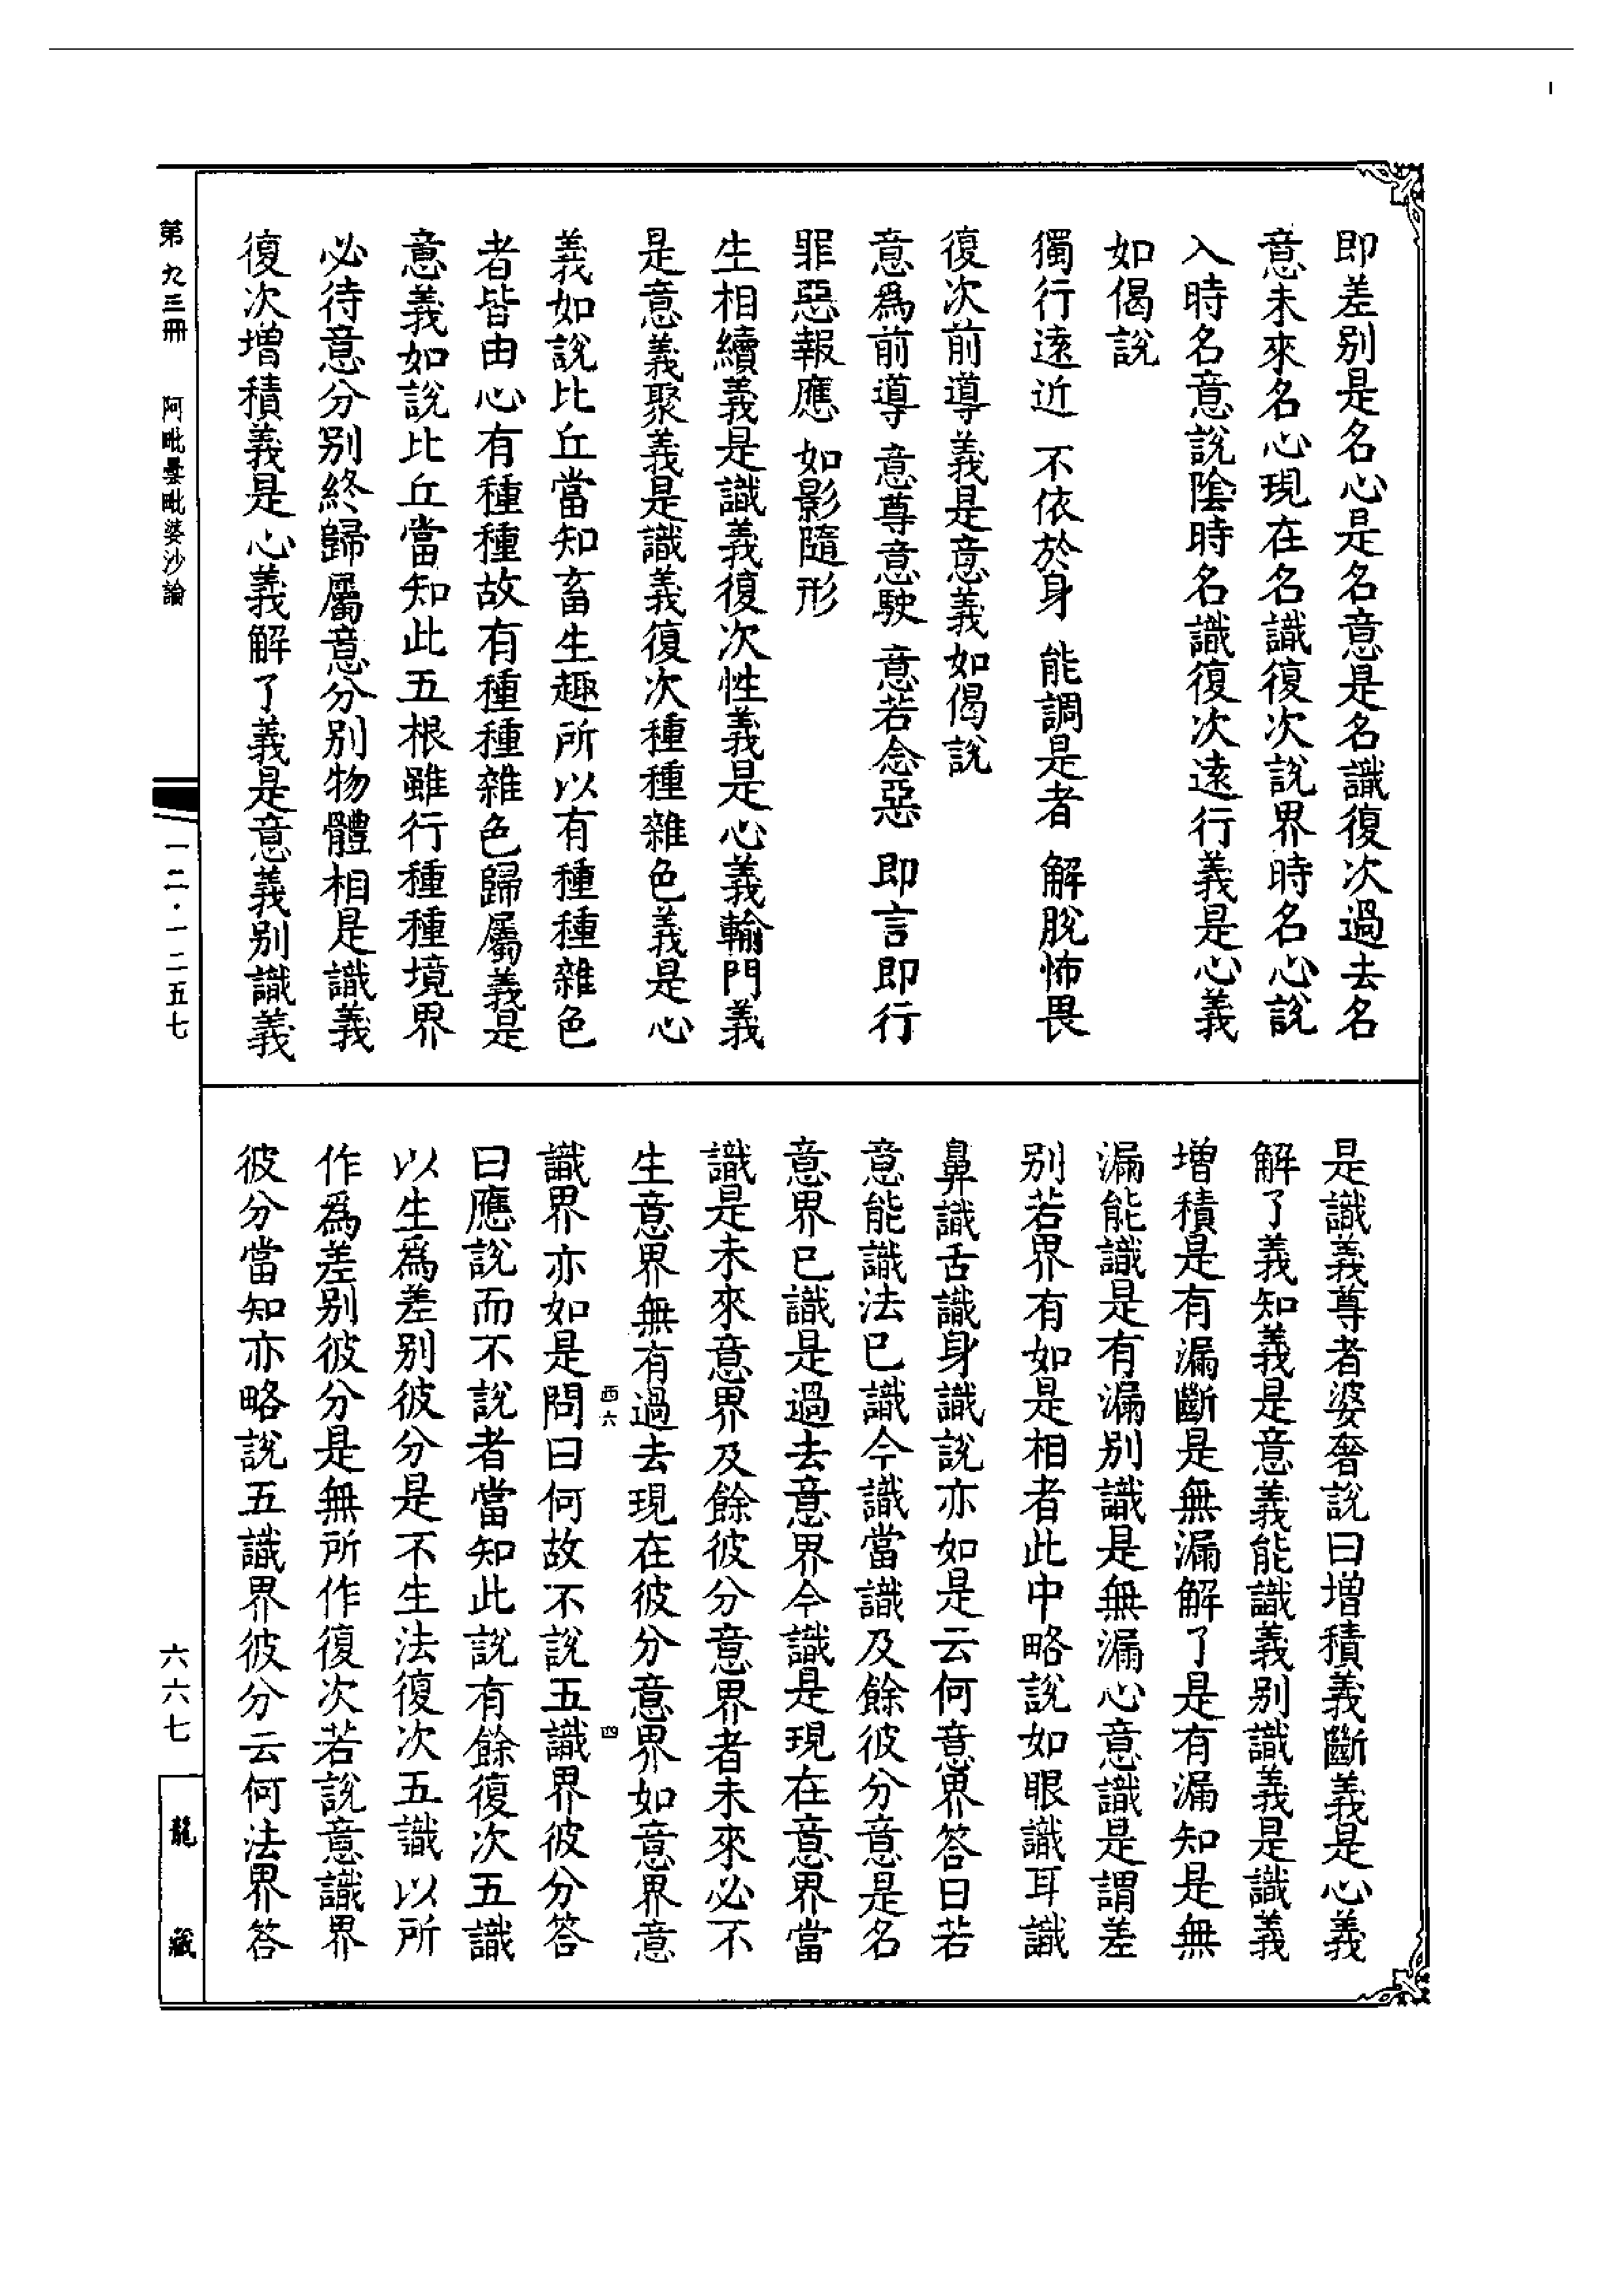 即差别是名心是名意是名識復次過去名
意未來名心現在名識復次說界時名心說
入時名意說陰時名識復次遠行義是心義
如偈說
獨行遠近 不依於身 能調是者 解脫怖畏
復次前導義是意義如偈說
意為前導 意尊意駛 意若念惡 即言即行
罪惡報應 如影隨形
生相續義是識義復次性義是心義輸門義
是意義聚義是識義復次種種雜色義是心
義如說比丘當知畜生趣所以有種種雜色
者皆由心有種種故有種種雜色歸屬義是
意義如說比丘當知此五根雖行種種境界
必待意分别終歸屬意分别物體相是識義
復次增積義是心義解了義是意義别識義
是識義尊者婆奢說曰增積義斷義是心義
解了義知義是意義能識義别識義是識義
增積是有漏斷是無漏解了是有漏知是無
漏能識是有漏别識是無漏心意識是謂差
别若界有如是相者此中略說如眼識耳識
鼻識舌識身識說亦如是云何意界答曰若
意能識法已識今識當識及餘彼分意是名
意界已識是過去意界今識是現在意界當
識是未來意界及餘彼分意界者未來必不
生意界無有過去現在彼分意界如意界意
識界亦如是問曰何故不說五識界彼分答
曰應說而不說者當知此說有餘復次五識
以生爲差别彼分是不生法復次五識以所
作爲差别彼分是無所作復次若說意識界
彼分當知亦略說五識界彼分云何法界答
西六
四
第九三冊 阿毗曇毗婆沙論
一二·一二五七
六六七
龍藏